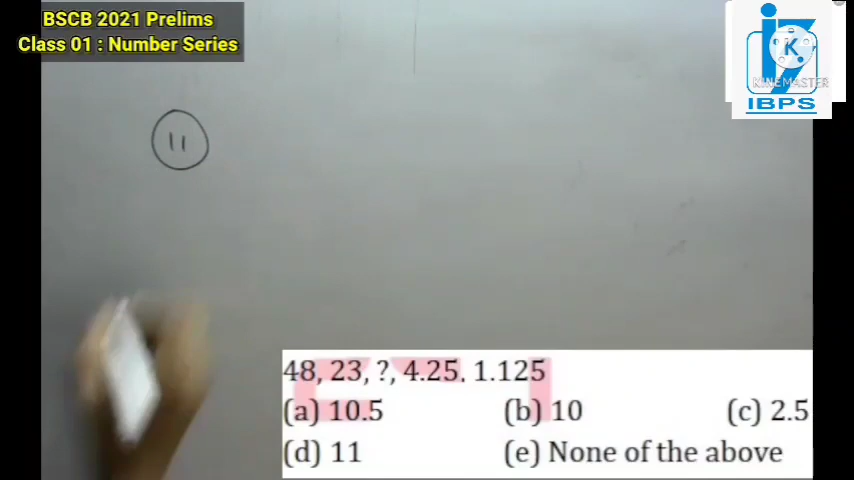 BSCB 2021 Prelims
Class 01 : Number Series
K
KINEMASTER
IBPS
11
48, 23, ?, 4.25, 1.125
(a) 10.5 (b) 10 (c) 2.5
(d) 11 (e) None of the above